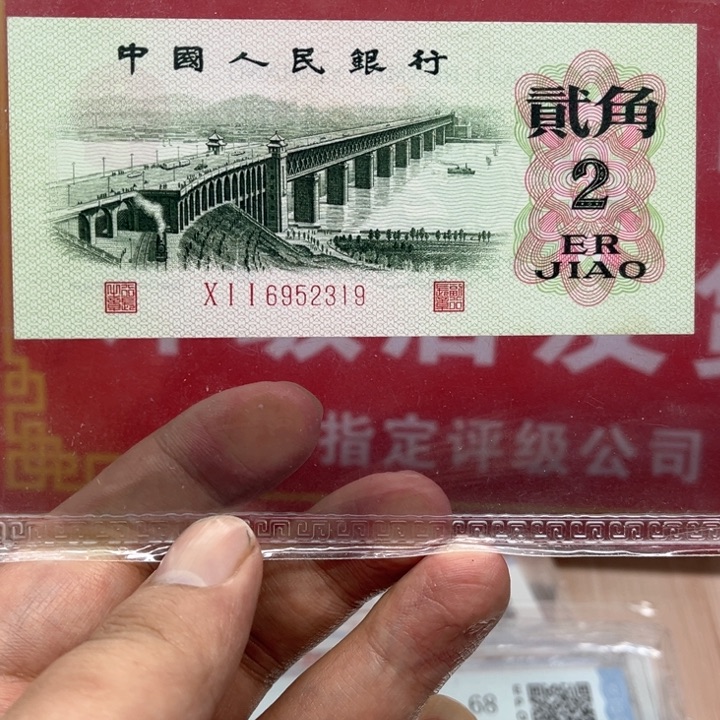 中國人民銀行
貳角
2
ER
JIAO
XII6952319
指定评级公司
68